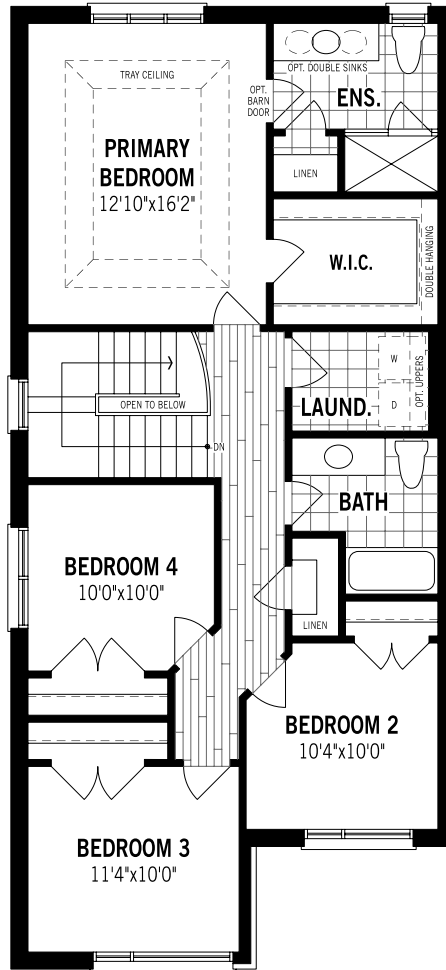 TRAY CEILING
PRIMARY
BEDROOM
12'10"x16'2"
OPT. DOUBLE SINKS
OPT.
BARN
DOOR
ENS.
LINEN
W.I.C.
DOUBLE HANGING
W
LAUND.
D
OPT. UPPERS
OPEN TO BELOW
DN
BATH
BEDROOM 4
10'0"x10'0"
LINEN
BEDROOM 2
10'4"x10'0"
BEDROOM 3
11'4"x10'0"